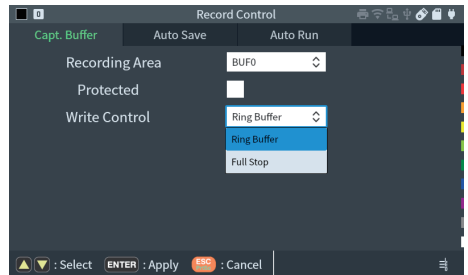 0 Record Control
Capt. Buffer Auto Save Auto Run
Recording Area BUF0
Protected
Write Control Ring Buffer
Ring Buffer
Full Stop
: Select ENTER : Apply ESC : Cancel